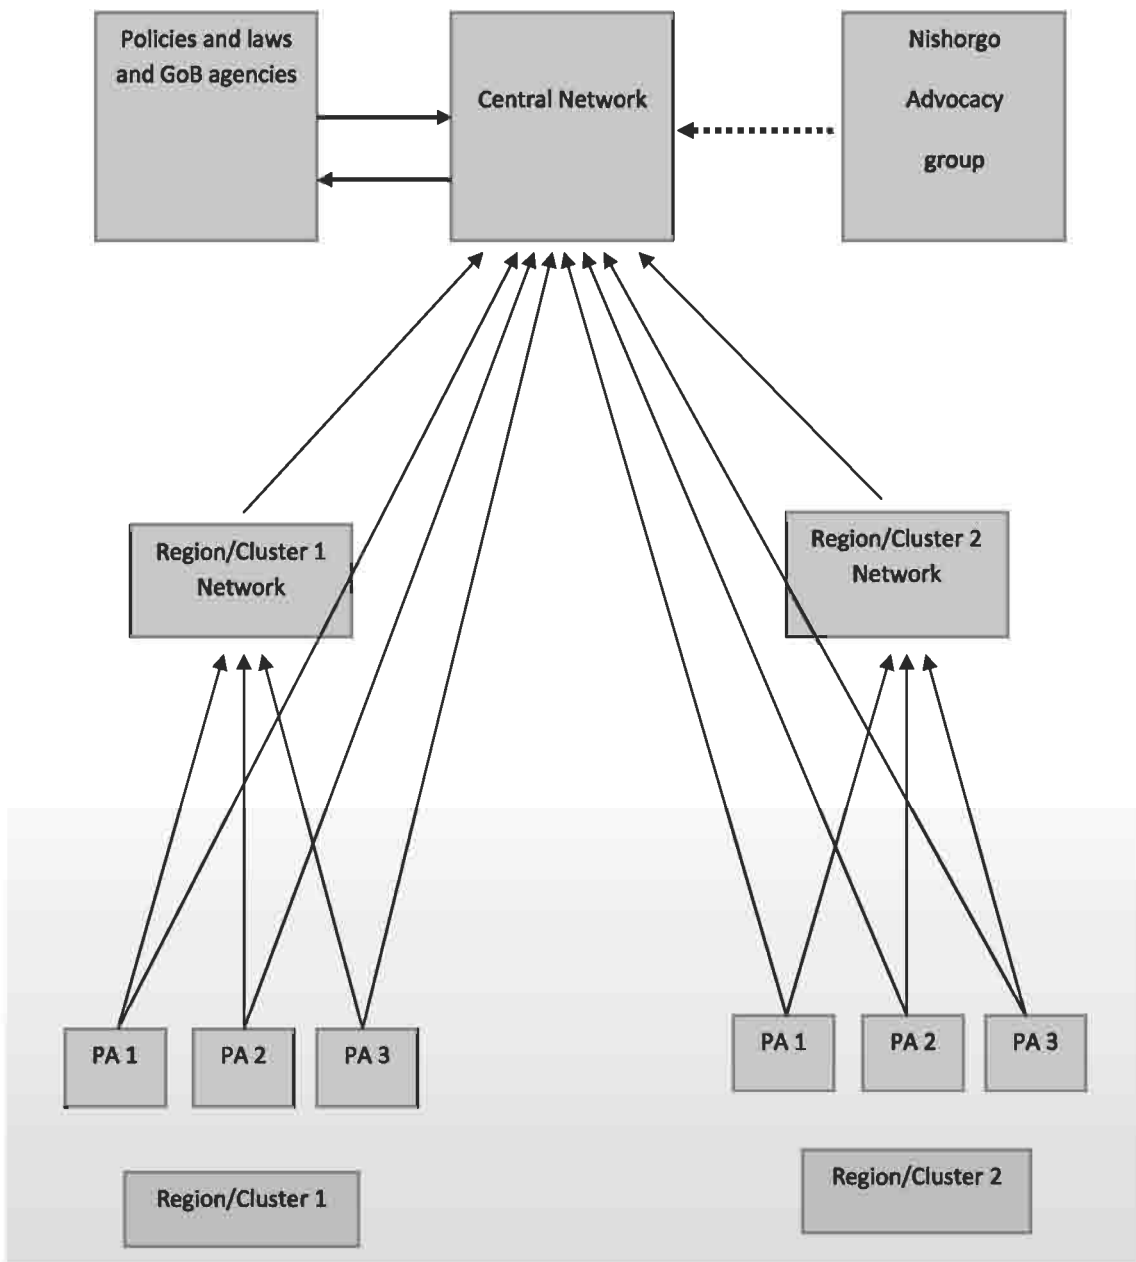 Policies and laws
and GoB agencies
Central Network
Nishorgo
Advocacy
group
Region/Cluster 1
Network
Region/Cluster 2
Network
PA 1
PA 2
PA 3
PA 1
PA 2
PA 3
Region/Cluster 1
Region/Cluster 2